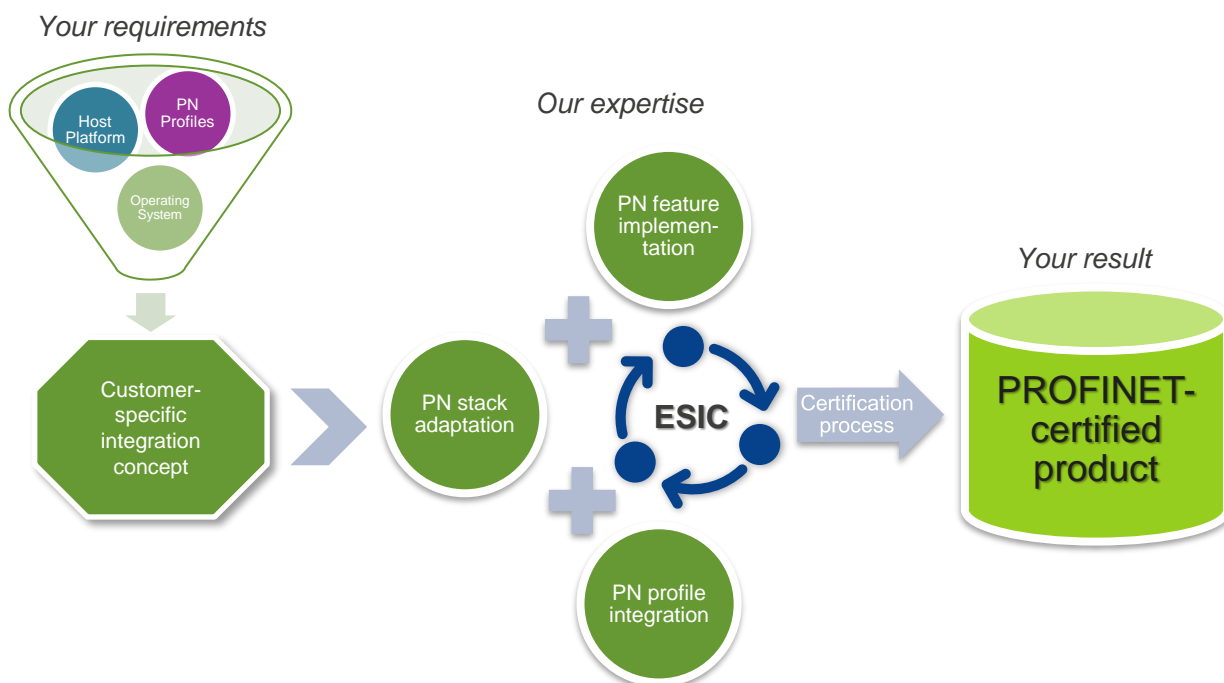 Your requirements
Host
Platform
PN
Profiles
Operating
System
Customer-
specific
integration
concept
Our expertise
PN feature
implemen-
tation
PN stack
adaptation
ESIC
PN profile
integration
Certification
process
Your result
PROFINET-
certified
product